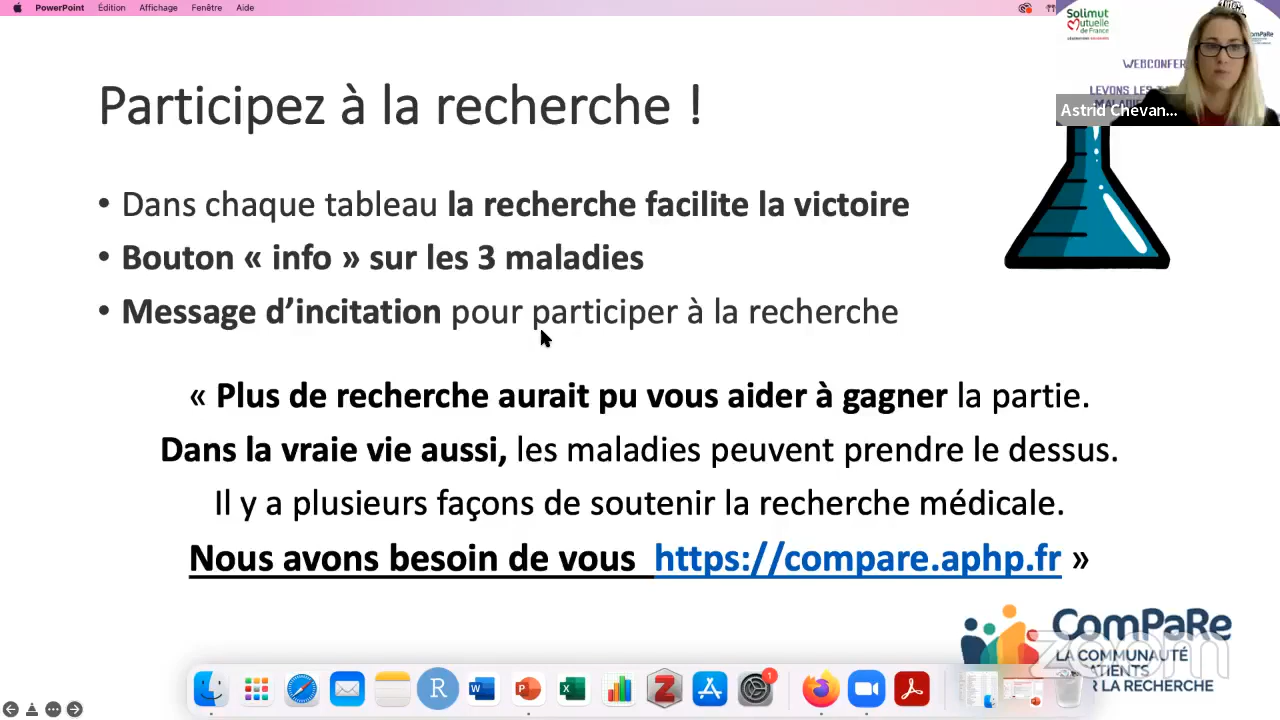 PowerPoint Édition Affichage Fenêtre Aide
Solimut
Mutuelle
de France
WEBCONFER
LEVONS LES
Astrid Chevan...
Participez à la recherche !
• Dans chaque tableau la recherche facilite la victoire
• Bouton « info » sur les 3 maladies
• Message d’incitation pour participer à la recherche
« Plus de recherche aurait pu vous aider à gagner la partie.
Dans la vraie vie aussi, les maladies peuvent prendre le dessus.
Il y a plusieurs façons de soutenir la recherche médicale.
Nous avons besoin de vous https://compare.aphp.fr »
ComPaRe
LA COMMUNAUTÉ
PATIENTS
R LA RECHERCHE
zoom